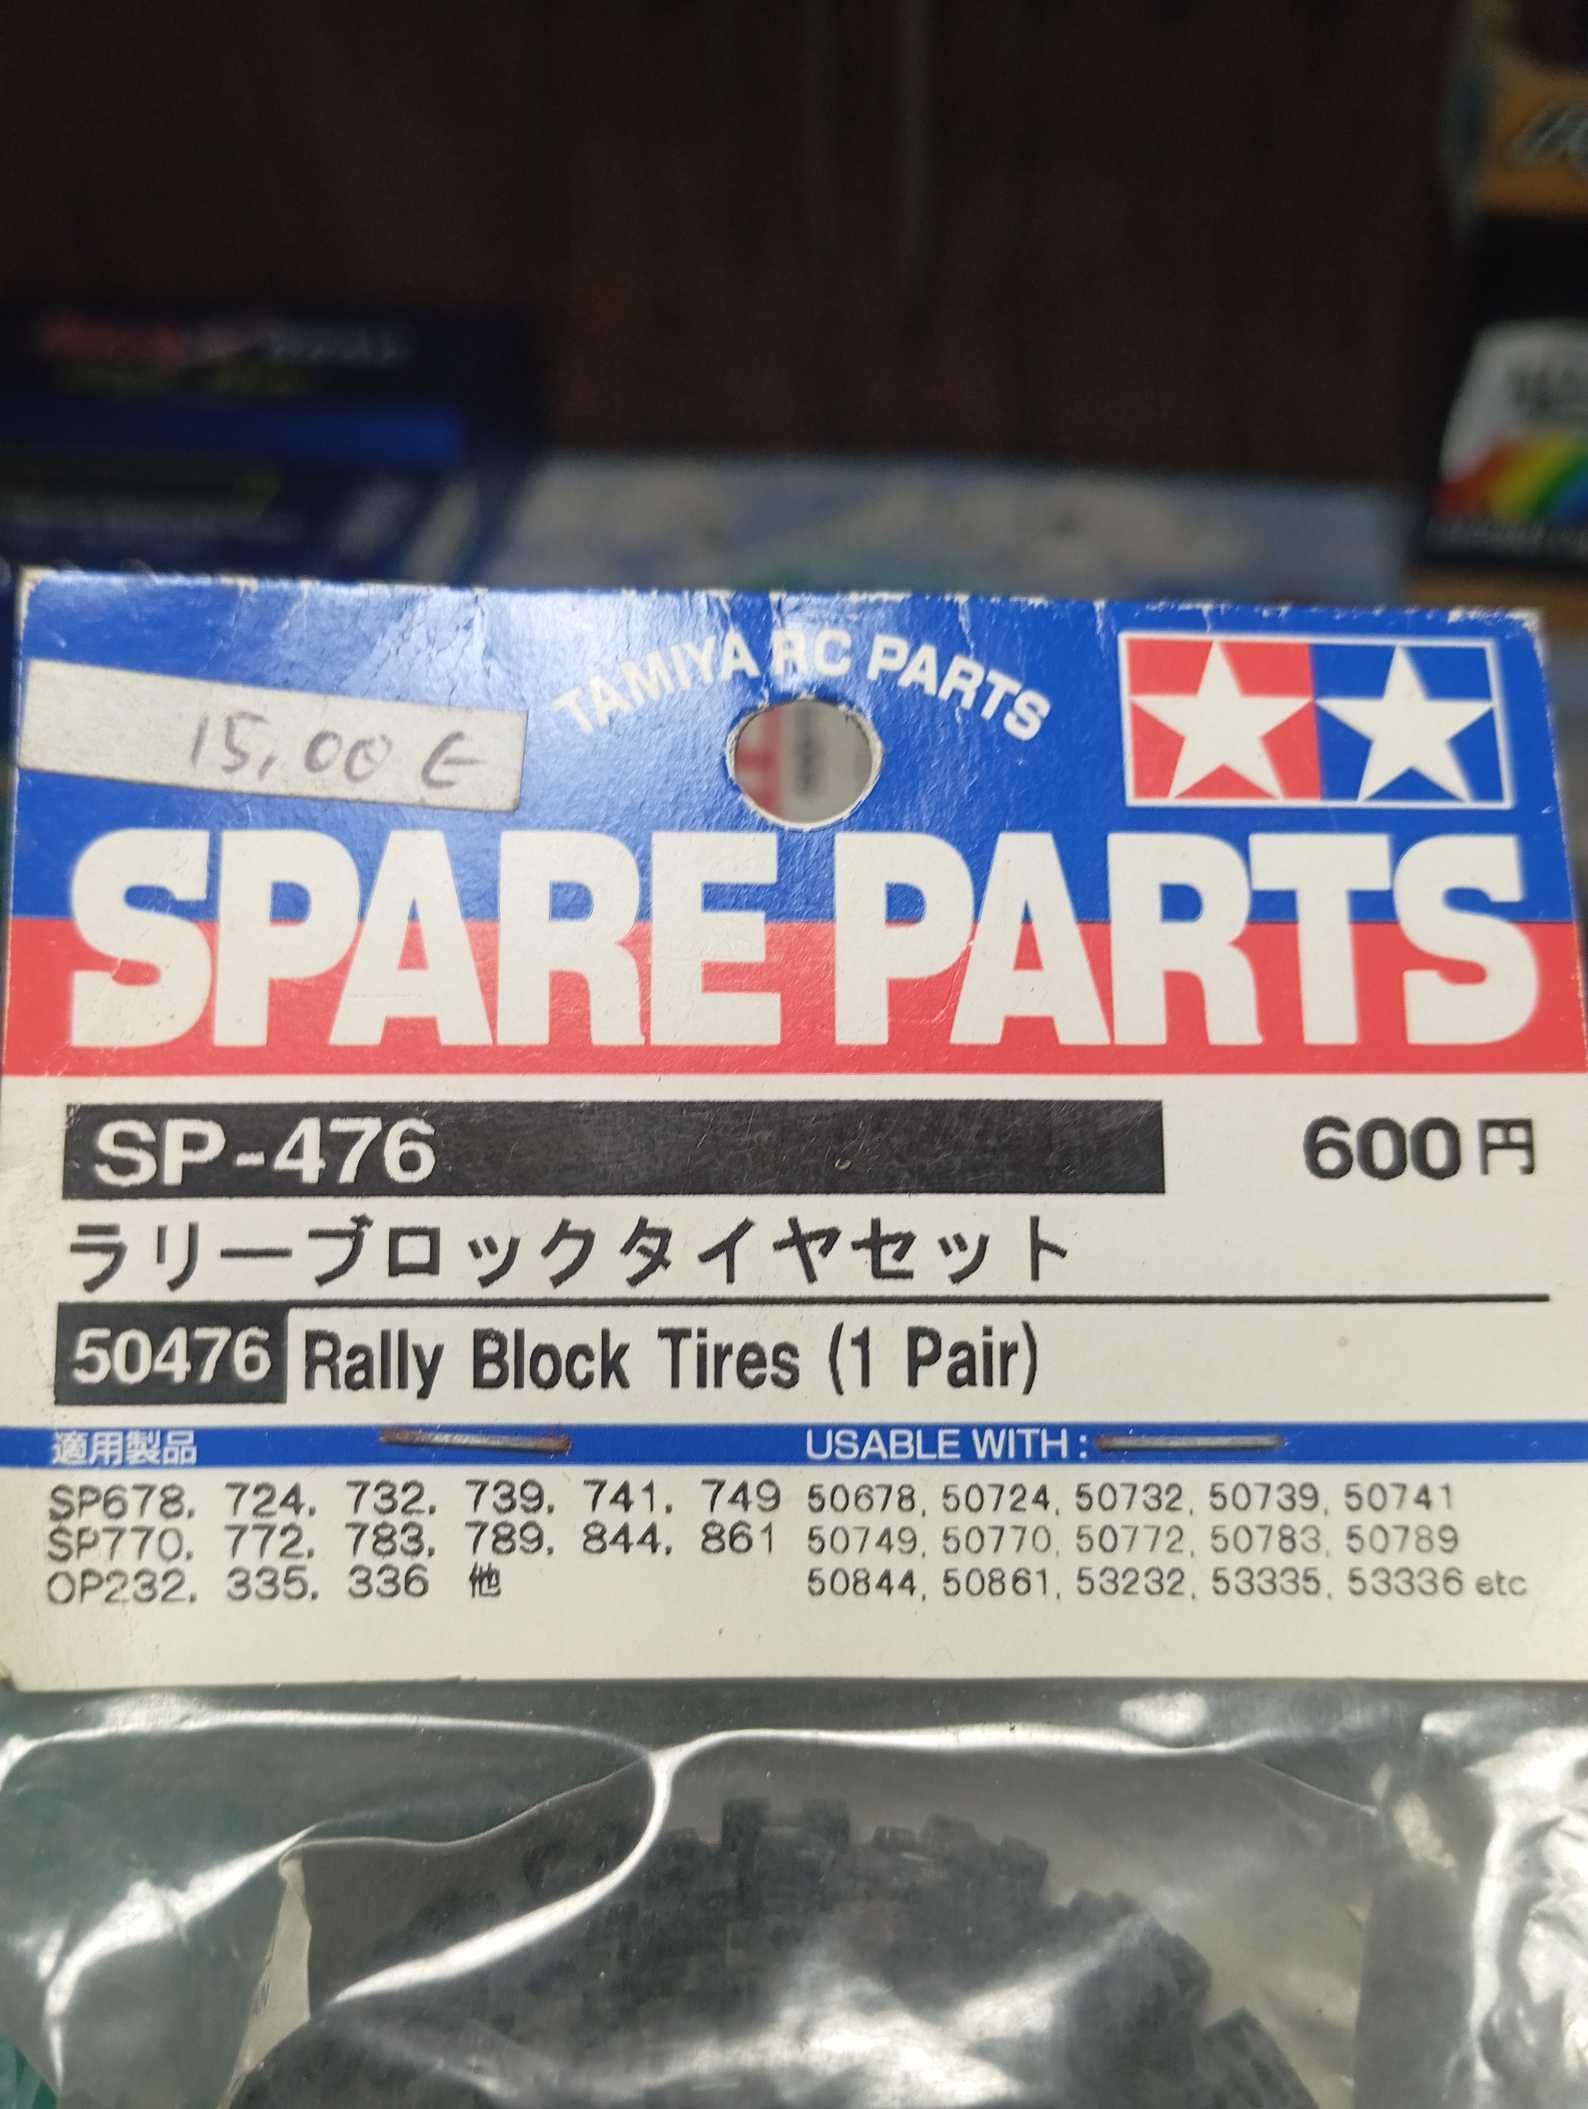 TAMIYA RC PARTS
15,00 €
SPARE PARTS
SP-476
600円
ラリーブロックタイヤセット
50476 Rally Block Tires (1 Pair)
適用製品
USABLE WITH :
SP678, 724, 732, 739, 741, 749
SP770, 772, 783, 789, 844, 861
OP232, 335, 336 他
50678, 50724, 50732, 50739, 50741
50749, 50770, 50772, 50783, 50789
50844, 50861, 53232, 53335, 53336 etc